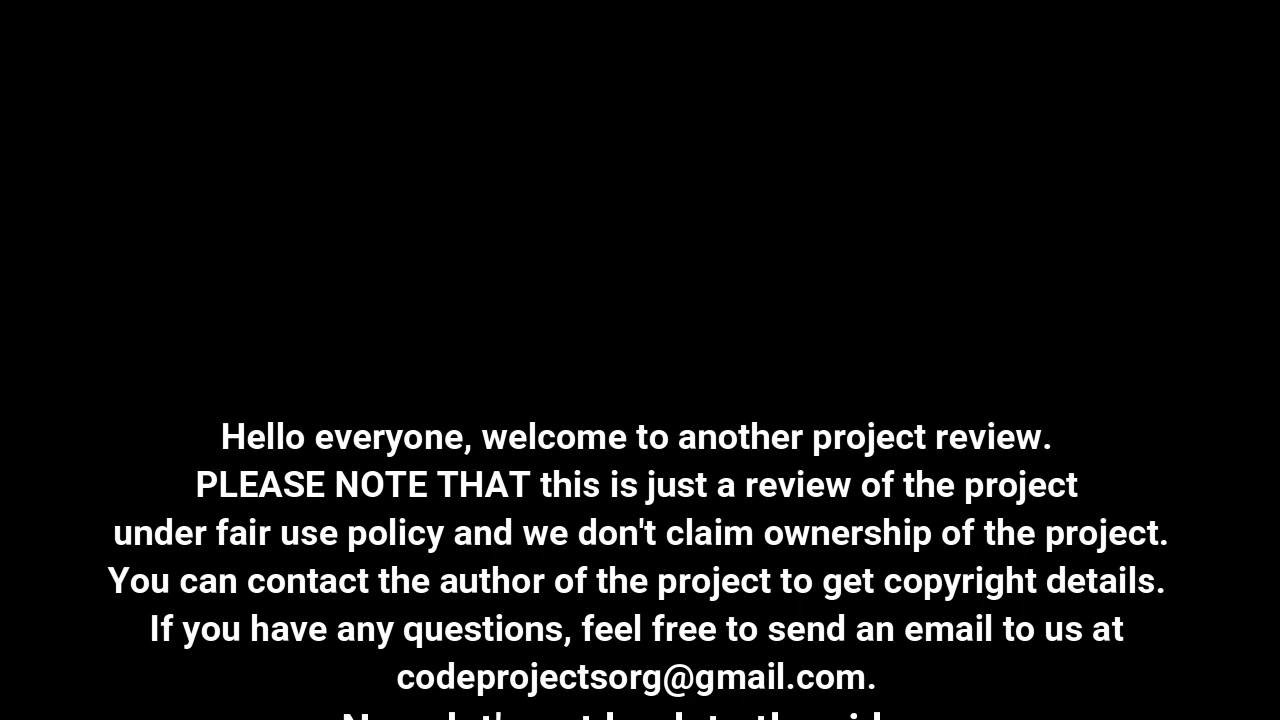 Hello everyone, welcome to another project review.
PLEASE NOTE THAT this is just a review of the project
under fair use policy and we don't claim ownership of the project.
You can contact the author of the project to get copyright details.
If you have any questions, feel free to send an email to us at
codeprojectsorg@gmail.com.